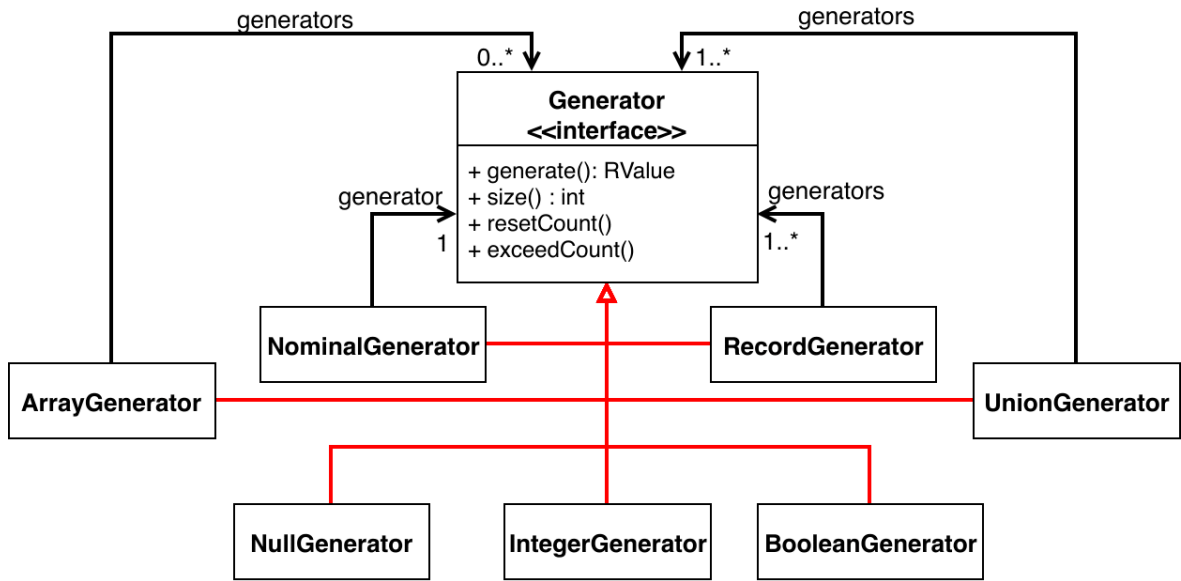 generators
generators
0..*
1..*
Generator
<<interface>>
+ generate(): RValue
+ size() : int
+ resetCount()
+ exceedCount()
generator
1
generators
1..*
NominalGenerator
RecordGenerator
ArrayGenerator
UnionGenerator
NullGenerator
IntegerGenerator
BooleanGenerator